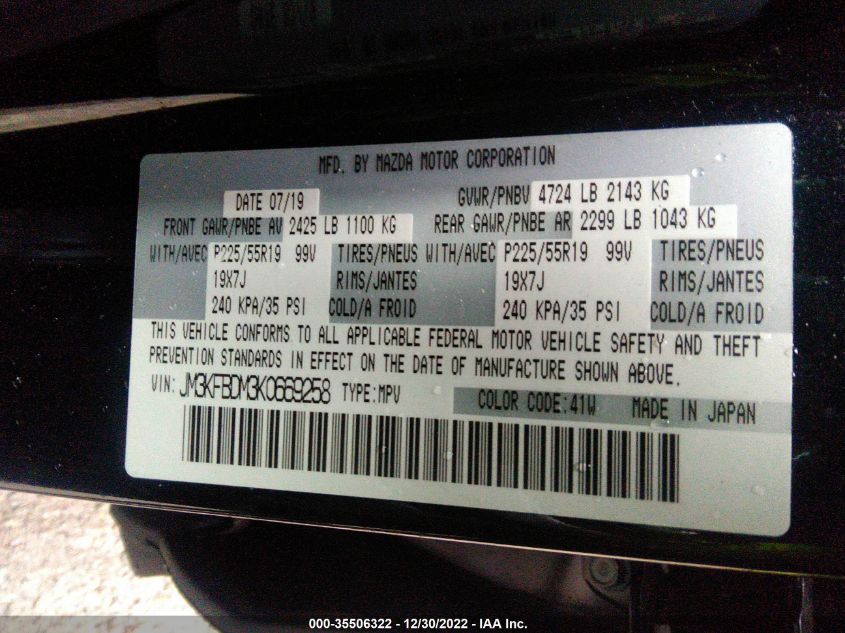 MFD. BY MAZDA MOTOR CORPORATION
DATE 07/19 GVWR/PNBV 4724 LB 2143 KG
FRONT GAWR/PNBE AV 2425 LB 1100 KG REAR GAWR/PNBE AR 2299 LB 1043 KG
WITH/AVEC P225/55R19 99V TIRES/PNEUS WITH/AVEC P225/55R19 99V TIRES/PNEUS
19X7J RIMS/JANTES 19X7J RIMS/JANTES
240 KPA/35 PSI COLD/A FROID 240 KPA/35 PSI COLD/A FROID
THIS VEHICLE CONFORMS TO ALL APPLICABLE FEDERAL MOTOR VEHICLE SAFETY AND THEFT
PREVENTION STANDARDS IN EFFECT ON THE DATE OF MANUFACTURE SHOWN ABOVE.
VIN:JM3KFBDM3K0669258 TYPE:MPV COLOR CODE:41W MADE IN JAPAN
000-35506322 - 12/30/2022 - IAA Inc.